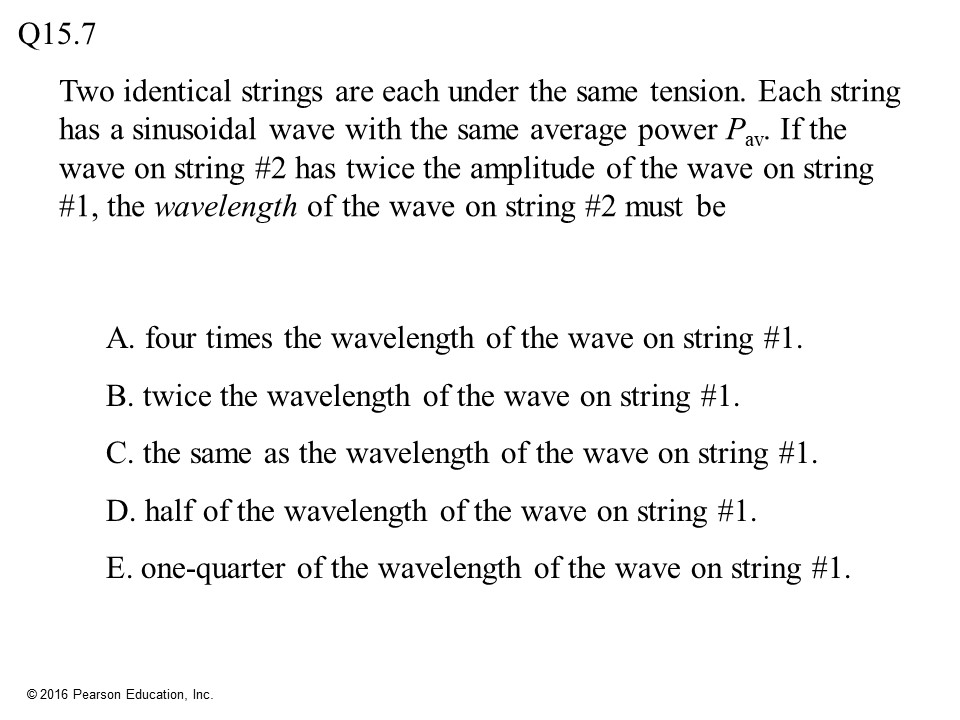 Q15.7
Two identical strings are each under the same tension. Each string
has a sinusoidal wave with the same average power Pav. If the
wave on string #2 has twice the amplitude of the wave on string
#1, the wavelength of the wave on string #2 must be
A. four times the wavelength of the wave on string #1.
B. twice the wavelength of the wave on string #1.
C. the same as the wavelength of the wave on string #1.
D. half of the wavelength of the wave on string #1.
E. one-quarter of the wavelength of the wave on string #1.
© 2016 Pearson Education, Inc.